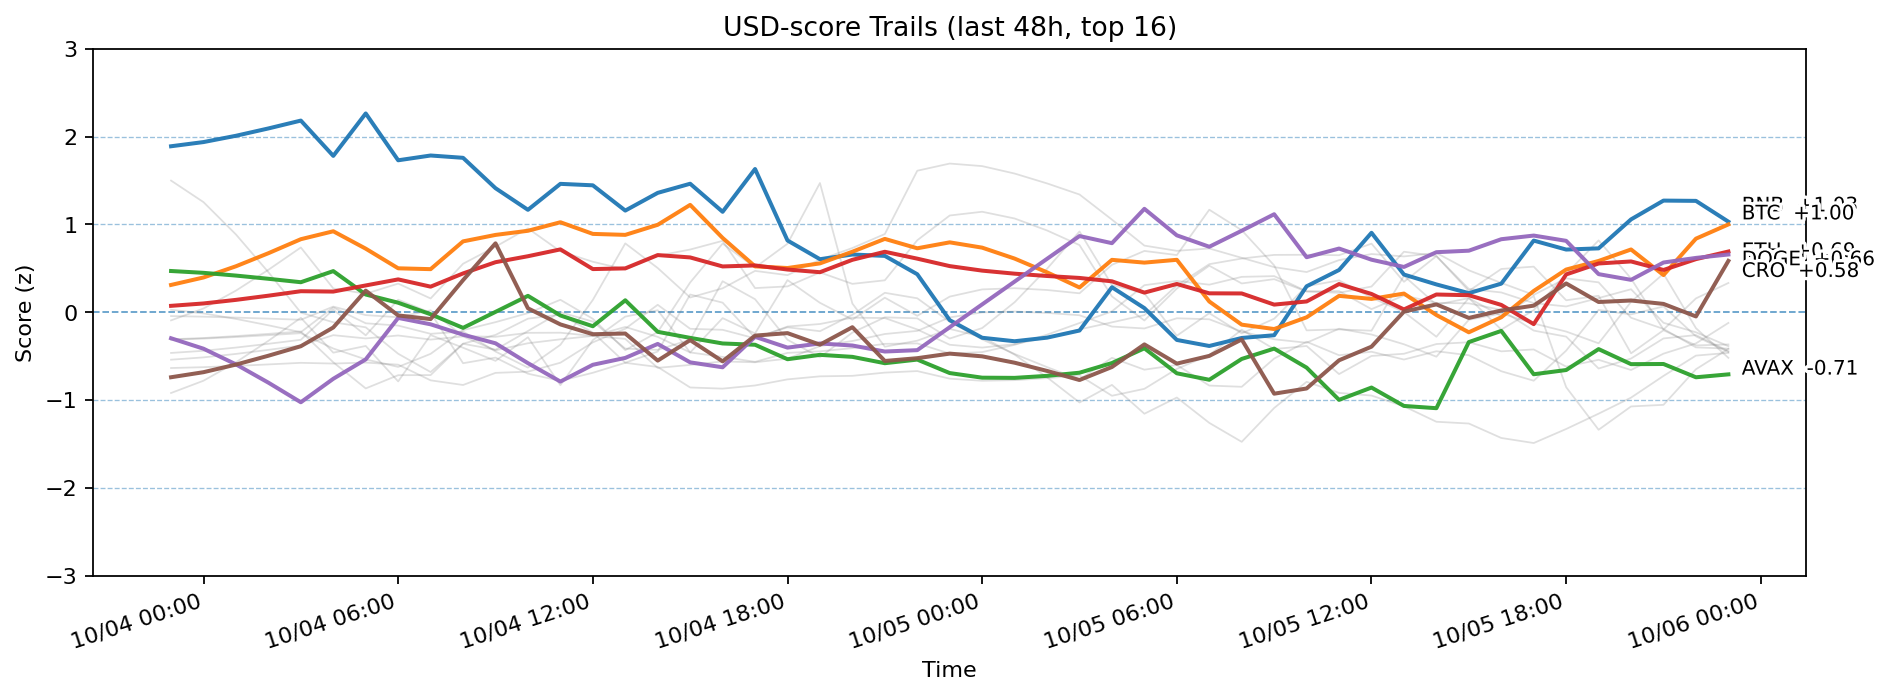 USD-score Trails (last 48h, top 16)
3
2
1
0
−1
−2
−3
Score (z)
BTC +1.00
CRO +0.58
AVAX -0.71
10/04 00:00
10/04 06:00
10/04 12:00
10/04 18:00
10/05 00:00
10/05 06:00
10/05 12:00
10/05 18:00
10/06 00:00
Time